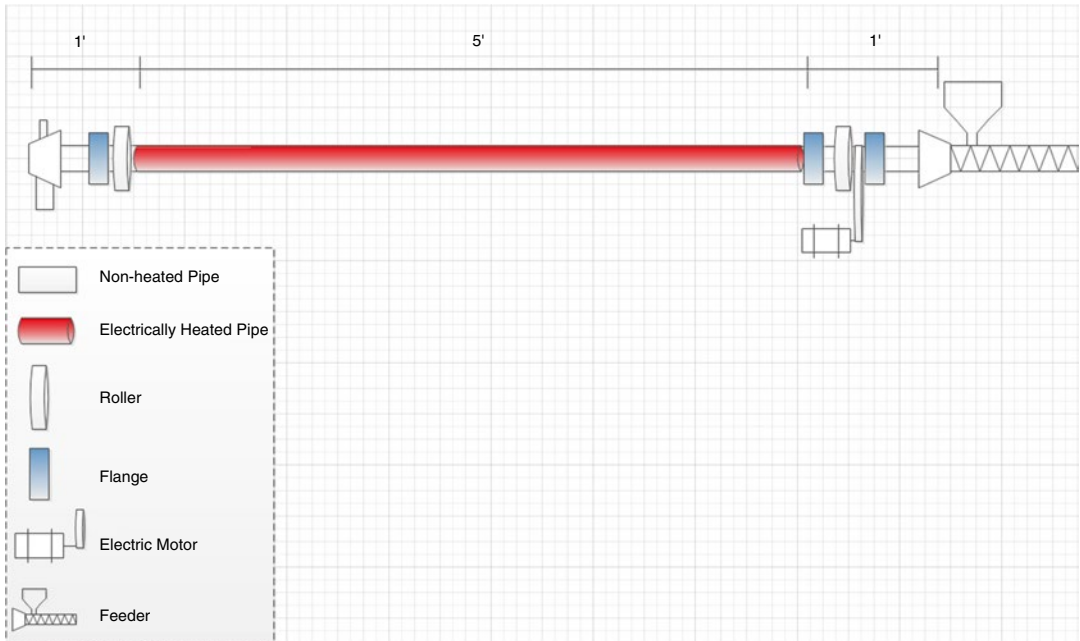 1'
5'
1'
Non-heated Pipe
Electrically Heated Pipe
Roller
Flange
Electric Motor
Feeder